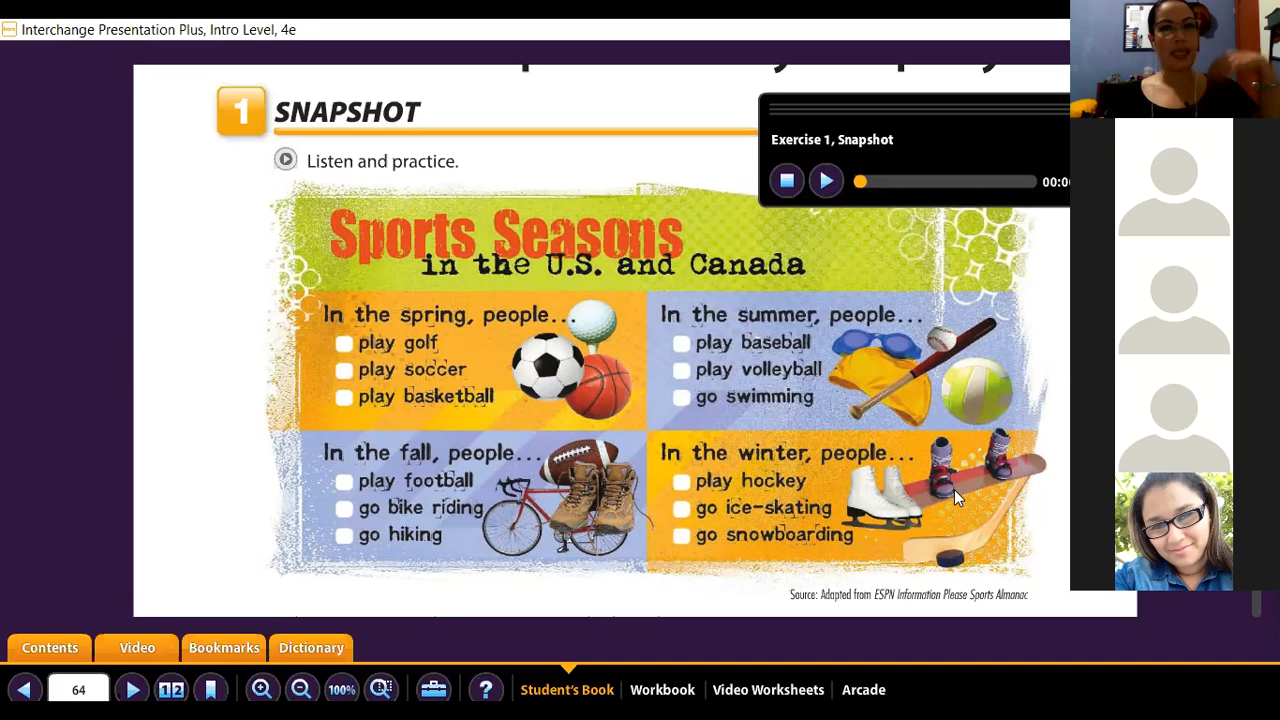 Interchange Presentation Plus, Intro Level, 4e
1 SNAPSHOT
Exercise 1, Snapshot
Listen and practice.
00:0
Sports Seasons
in the U.S. and Canada
In the spring, people...
play golf
play soccer
play basketball
In the summer, people...
play baseball
play volleyball
go swimming
In the fall, people...
play football
go bike riding
go hiking
In the winter, people...
play hockey
go ice-skating
go snowboarding
Source: Adapted from ESPN Information Please Sports Almanac
Contents Video Bookmarks Dictionary
64 1 2 100% ? Student's Book Workbook Video Worksheets Arcade